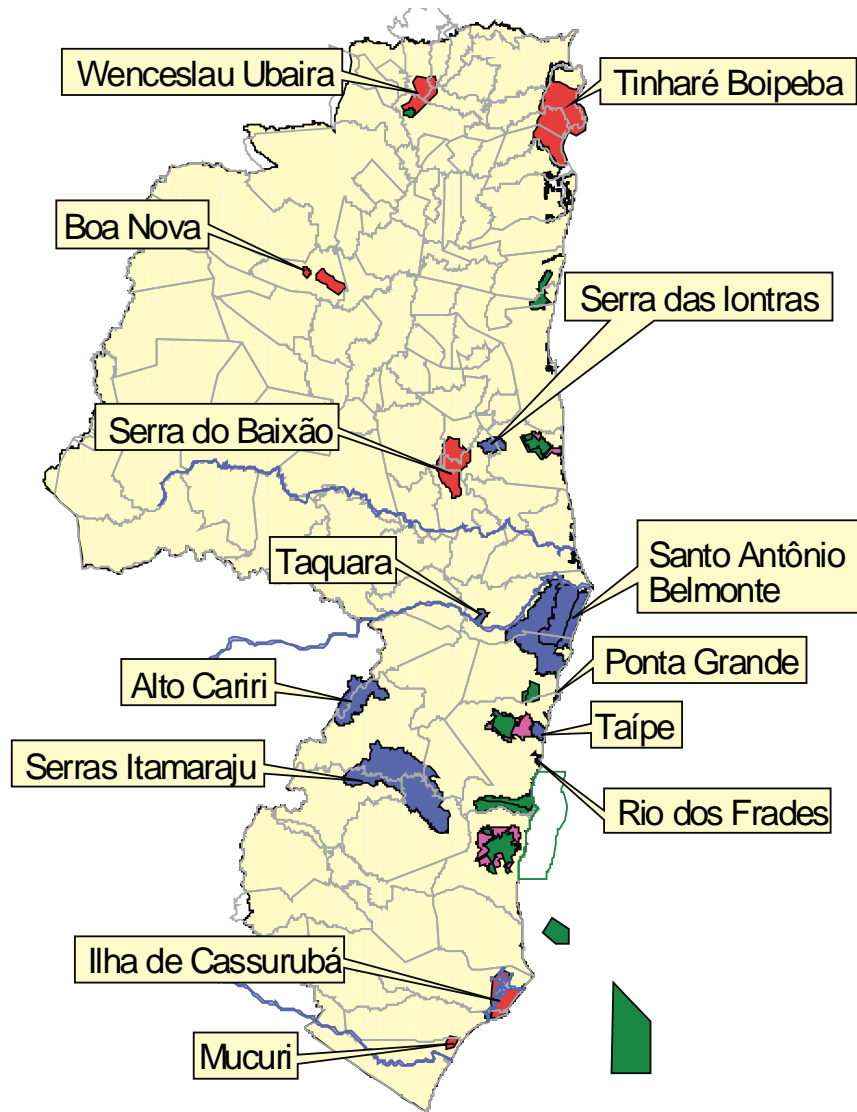 Wenceslau Ubaira
Tinharé Boipeba
Boa Nova
Serra das lontras
Serra do Baixão
Taquara
Santo Antônio
Belmonte
Ponta Grande
Alto Cariri
Taípe
Serras Itamaraju
Rio dos Frades
Ilha de Cassurubá
Mucuri